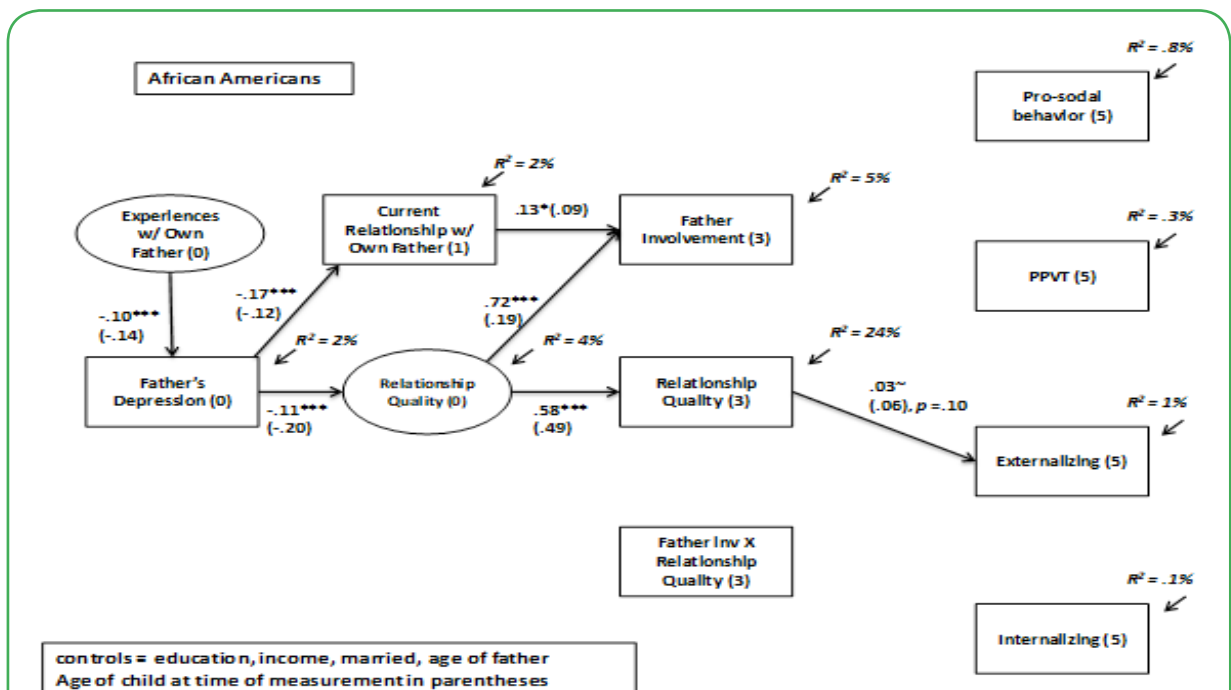 R² = .8%
African Americans
Pro-sodal
behavior (5)
R² = 2%
R² = 5%
Experiences
w/ Own
Father (0)
Current
Relationship w/
Own Father (1)
.13*(.09)
Father
Involvement (3)
R² = .3%
PPVT (5)
-.10***
(-.14)
-.17***
(-.12)
.72***
(.19)
R² = 2%
R² = 4%
R² = 24%
Father's
Depression (0)
-.11***
(-.20)
Relationship
Quality (0)
.58***
(.49)
Relationship
Quality (3)
.03~
(.06), p =.10
R² = 1%
Externalizing (5)
Father Inv X
Relationship
Quality (3)
R² = .1%
Internalizing (5)
controls = education, income, married, age of father
Age of child at time of measurement in parentheses